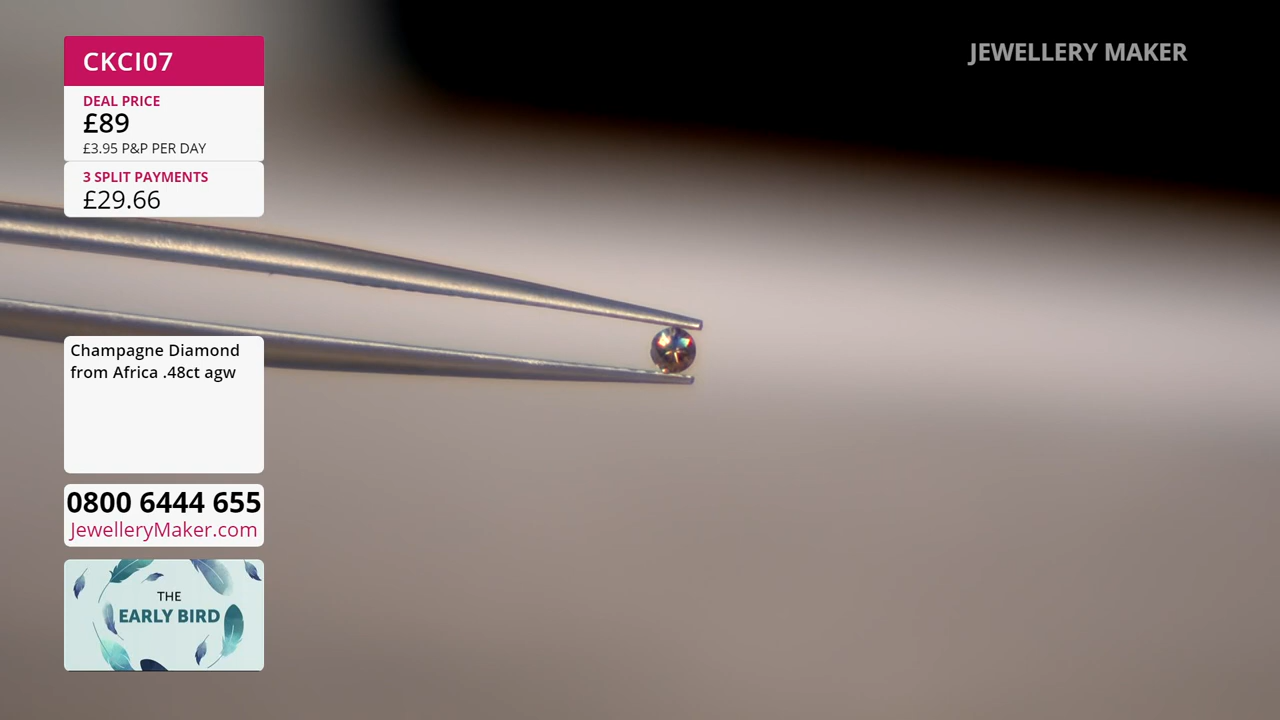 CKCI07
DEAL PRICE
£89
£3.95 P&P PER DAY
3 SPLIT PAYMENTS
£29.66
JEWELLERY MAKER
Champagne Diamond
from Africa .48ct agw
0800 6444 655
JewelleryMaker.com
THE
EARLY BIRD